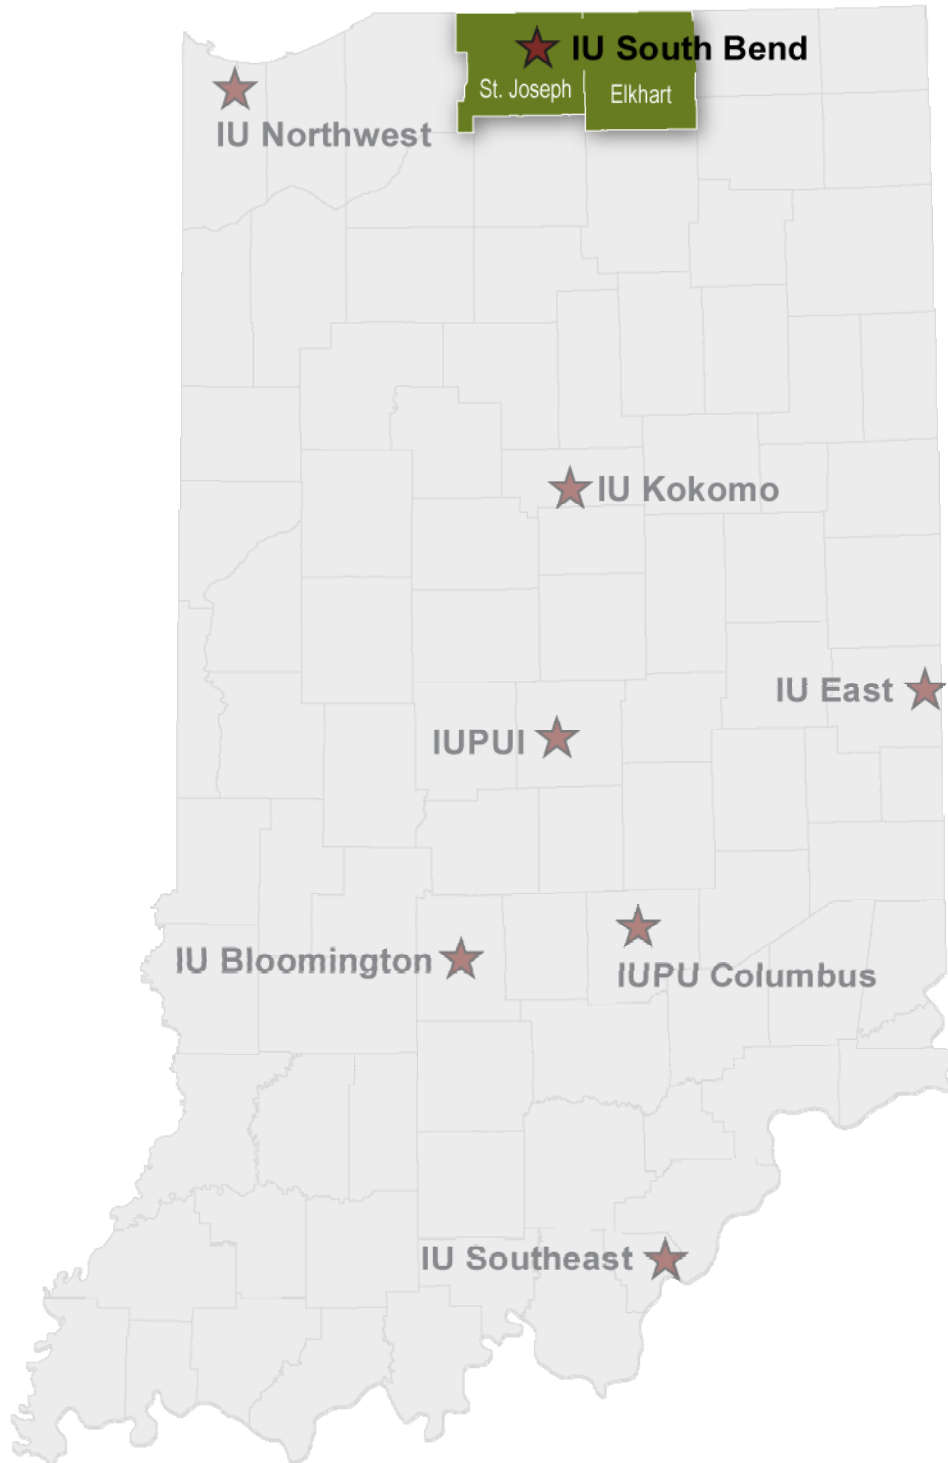 IU South Bend
St. Joseph
Elkhart
IU Northwest
IU Kokomo
IU East
IUPUI
IU Bloomington
IUPU Columbus
IU Southeast